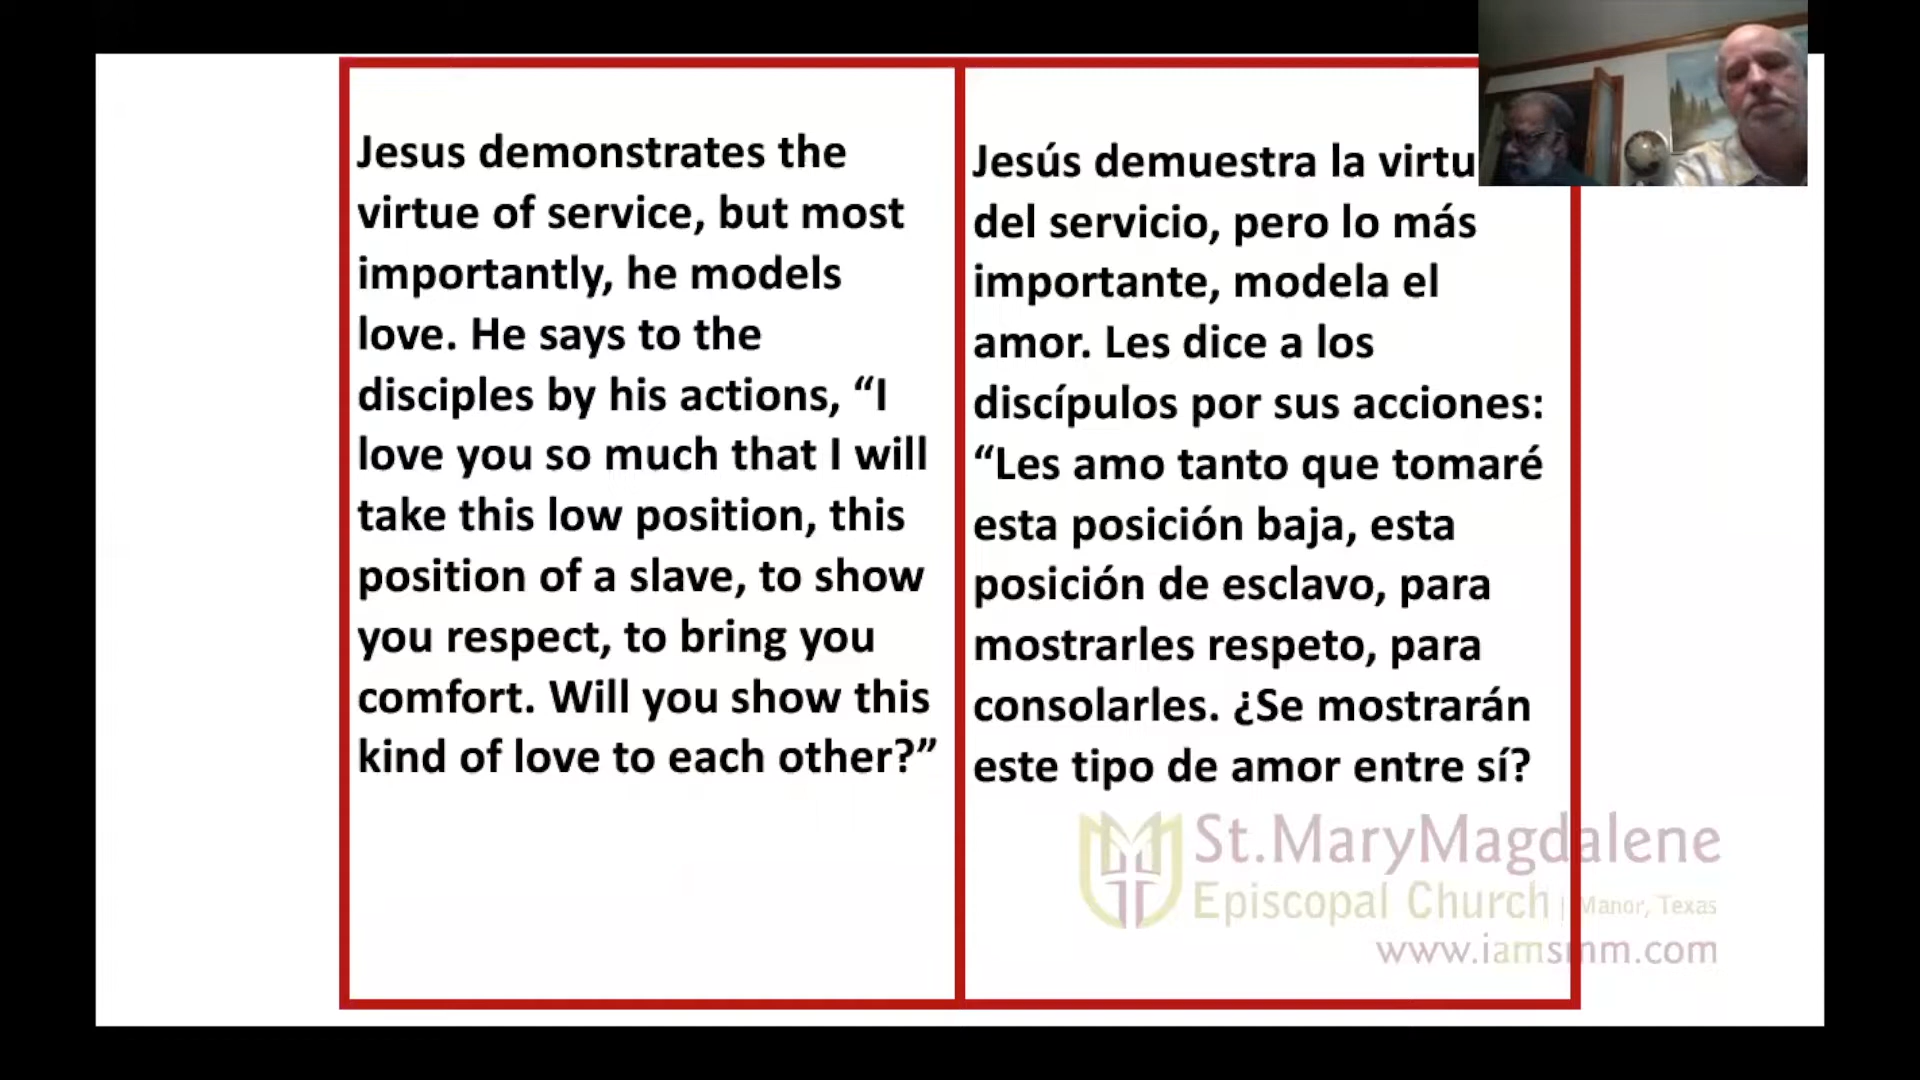 Jesus demonstrates the
virtue of service, but most
importantly, he models
love. He says to the
disciples by his actions, “I
love you so much that I will
take this low position, this
position of a slave, to show
you respect, to bring you
comfort. Will you show this
kind of love to each other?”
Jesús demuestra la virtu
del servicio, pero lo más
importante, modela el
amor. Les dice a los
discípulos por sus acciones:
“Les amo tanto que tomaré
esta posición baja, esta
posición de esclavo, para
mostrarles respeto, para
consolarles. ¿Se mostrarán
este tipo de amor entre sí?
St.MaryMagdalene
Episcopal Church | Manor, Texas
www.iamsmm.com